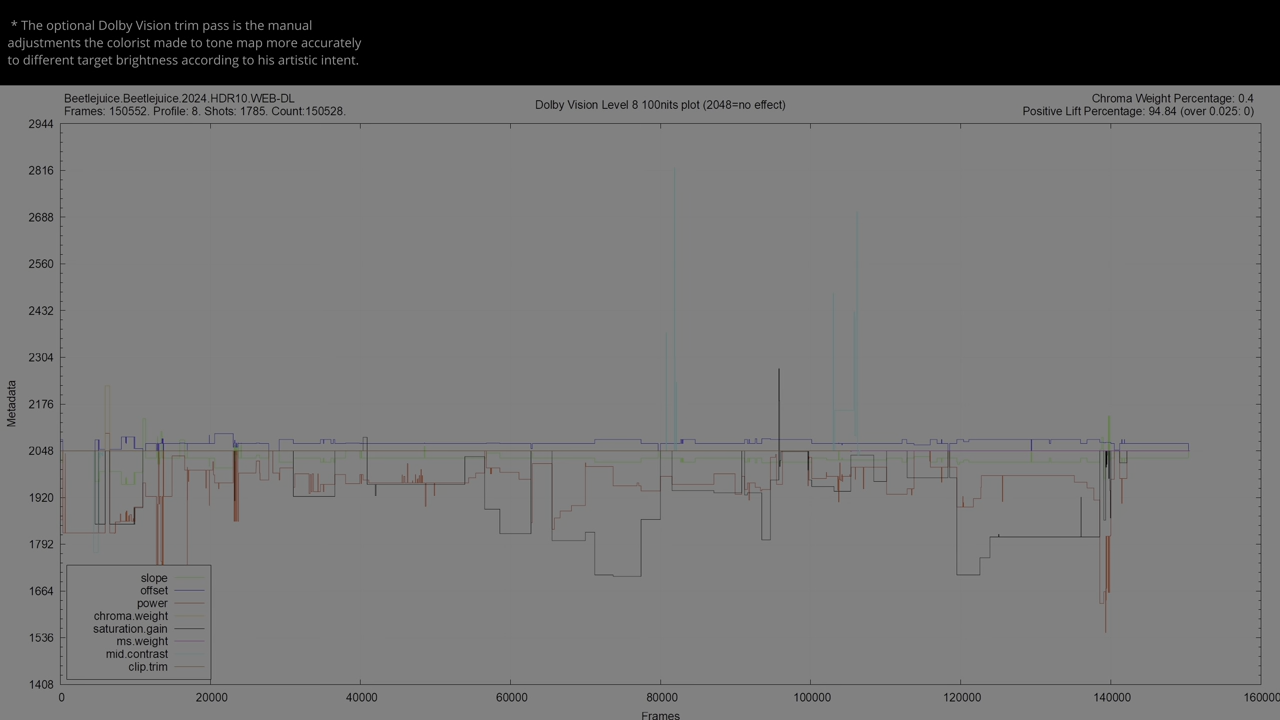 * The optional Dolby Vision trim pass is the manual
adjustments the colorist made to tone map more accurately
to different target brightness according to his artistic intent.
Beetlejuice.Beetlejuice.2024.HDR10.WEB-DL
Frames: 150552. Profile: 8. Shots: 1785. Count:150528.
Dolby Vision Level 8 100nits plot (2048=no effect)
Chroma Weight Percentage: 0.4
Positive Lift Percentage: 94.84 (over 0.025: 0)
2944
2816
2688
2560
2432
2304
2176
2048
1920
1792
1664
1536
1408
Metadata
slope
offset
power
chroma.weight
saturation.gain
ms.weight
mid.contrast
clip.trim
0 20000 40000 60000 80000 100000 120000 140000 160000
Frames